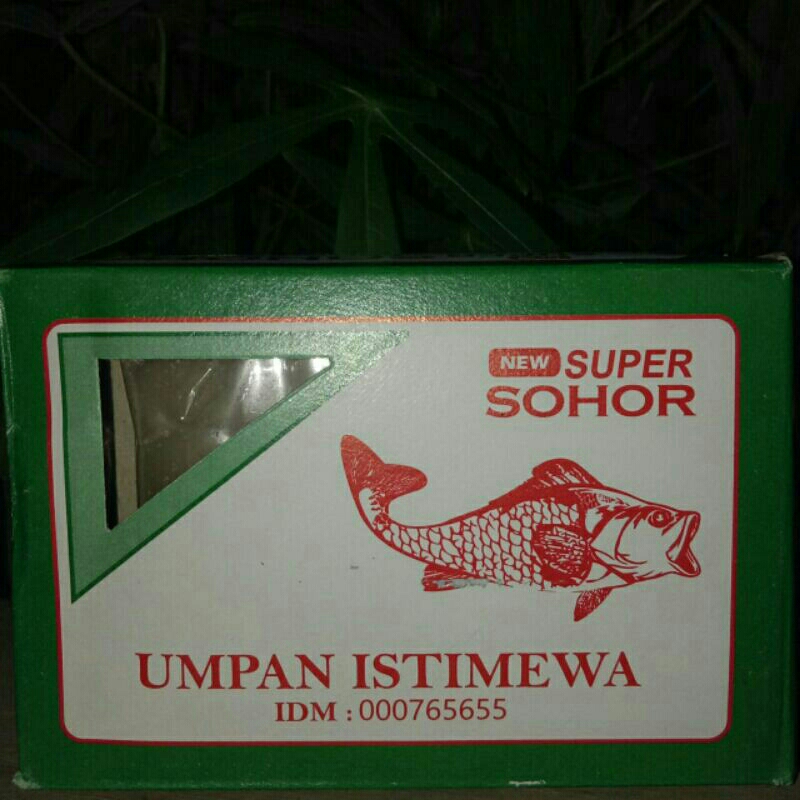 NEW SUPER
SOHOR
UMPAN ISTIMEWA
IDM : 000765655